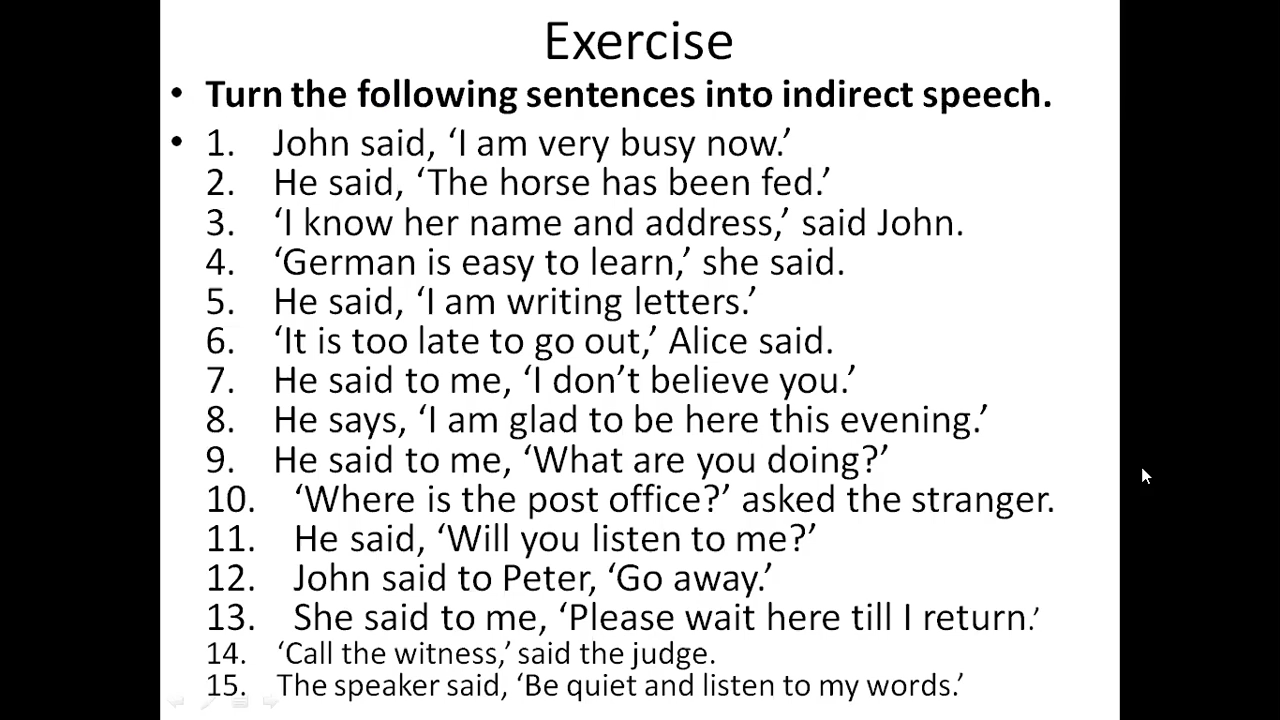 Exercise
• Turn the following sentences into indirect speech.
• 1. John said, ‘I am very busy now.’
2. He said, ‘The horse has been fed.’
3. ‘I know her name and address,’ said John.
4. ‘German is easy to learn,’ she said.
5. He said, ‘I am writing letters.’
6. ‘It is too late to go out,’ Alice said.
7. He said to me, ‘I don’t believe you.’
8. He says, ‘I am glad to be here this evening.’
9. He said to me, ‘What are you doing?’
10. ‘Where is the post office?’ asked the stranger.
11. He said, ‘Will you listen to me?’
12. John said to Peter, ‘Go away.’
13. She said to me, ‘Please wait here till I return.’
14. ‘Call the witness,’ said the judge.
15. The speaker said, ‘Be quiet and listen to my words.’